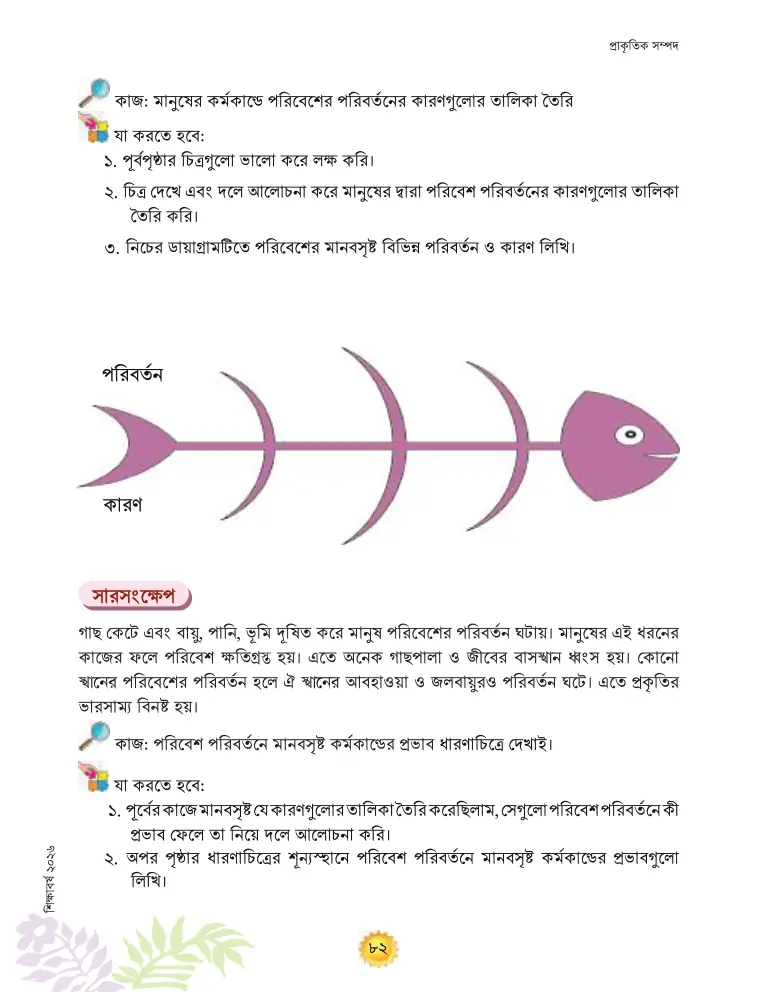 প্রাকৃতিক সম্পদ
কাজ: মানুষের কর্মকাণ্ডে পরিবেশের পরিবর্তনের কারণগুলোর তালিকা তৈরি
যা করতে হবে:
১. পূর্বপৃষ্ঠার চিত্রগুলো ভালো করে লক্ষ করি।
২. চিত্র দেখে এবং দলে আলোচনা করে মানুষের দ্বারা পরিবেশ পরিবর্তনের কারণগুলোর তালিকা
তৈরি করি।
৩. নিচের ডায়াগ্রামটিতে পরিবেশের মানবসৃষ্ট বিভিন্ন পরিবর্তন ও কারণ লিখি।
পরিবর্তন
কারণ
সারসংক্ষেপ
গাছ কেটে এবং বায়ু, পানি, ভূমি দূষিত করে মানুষ পরিবেশের পরিবর্তন ঘটায়। মানুষের এই ধরনের
কাজের ফলে পরিবেশ ক্ষতিগ্রস্ত হয়। এতে অনেক গাছপালা ও জীবের বাসস্থান ধ্বংস হয়। কোনো
স্থানের পরিবেশের পরিবর্তন হলে ঐ স্থানের আবহাওয়া ও জলবায়ুরও পরিবর্তন ঘটে। এতে প্রকৃতির
ভারসাম্য বিনষ্ট হয়।
কাজ: পরিবেশ পরিবর্তনে মানবসৃষ্ট কর্মকাণ্ডের প্রভাব ধারণাচিত্রে দেখাই।
যা করতে হবে:
১. পূর্বের কাজে মানবসৃষ্ট যে কারণগুলোর তালিকা তৈরি করেছিলাম, সেগুলো পরিবেশ পরিবর্তনে কী
প্রভাব ফেলে তা নিয়ে দলে আলোচনা করি।
২. অপর পৃষ্ঠার ধারণাচিত্রের শূন্যস্থানে পরিবেশ পরিবর্তনে মানবসৃষ্ট কর্মকাণ্ডের প্রভাবগুলো
লিখি।
শিক্ষাবর্ষ ২০২৬
৮২